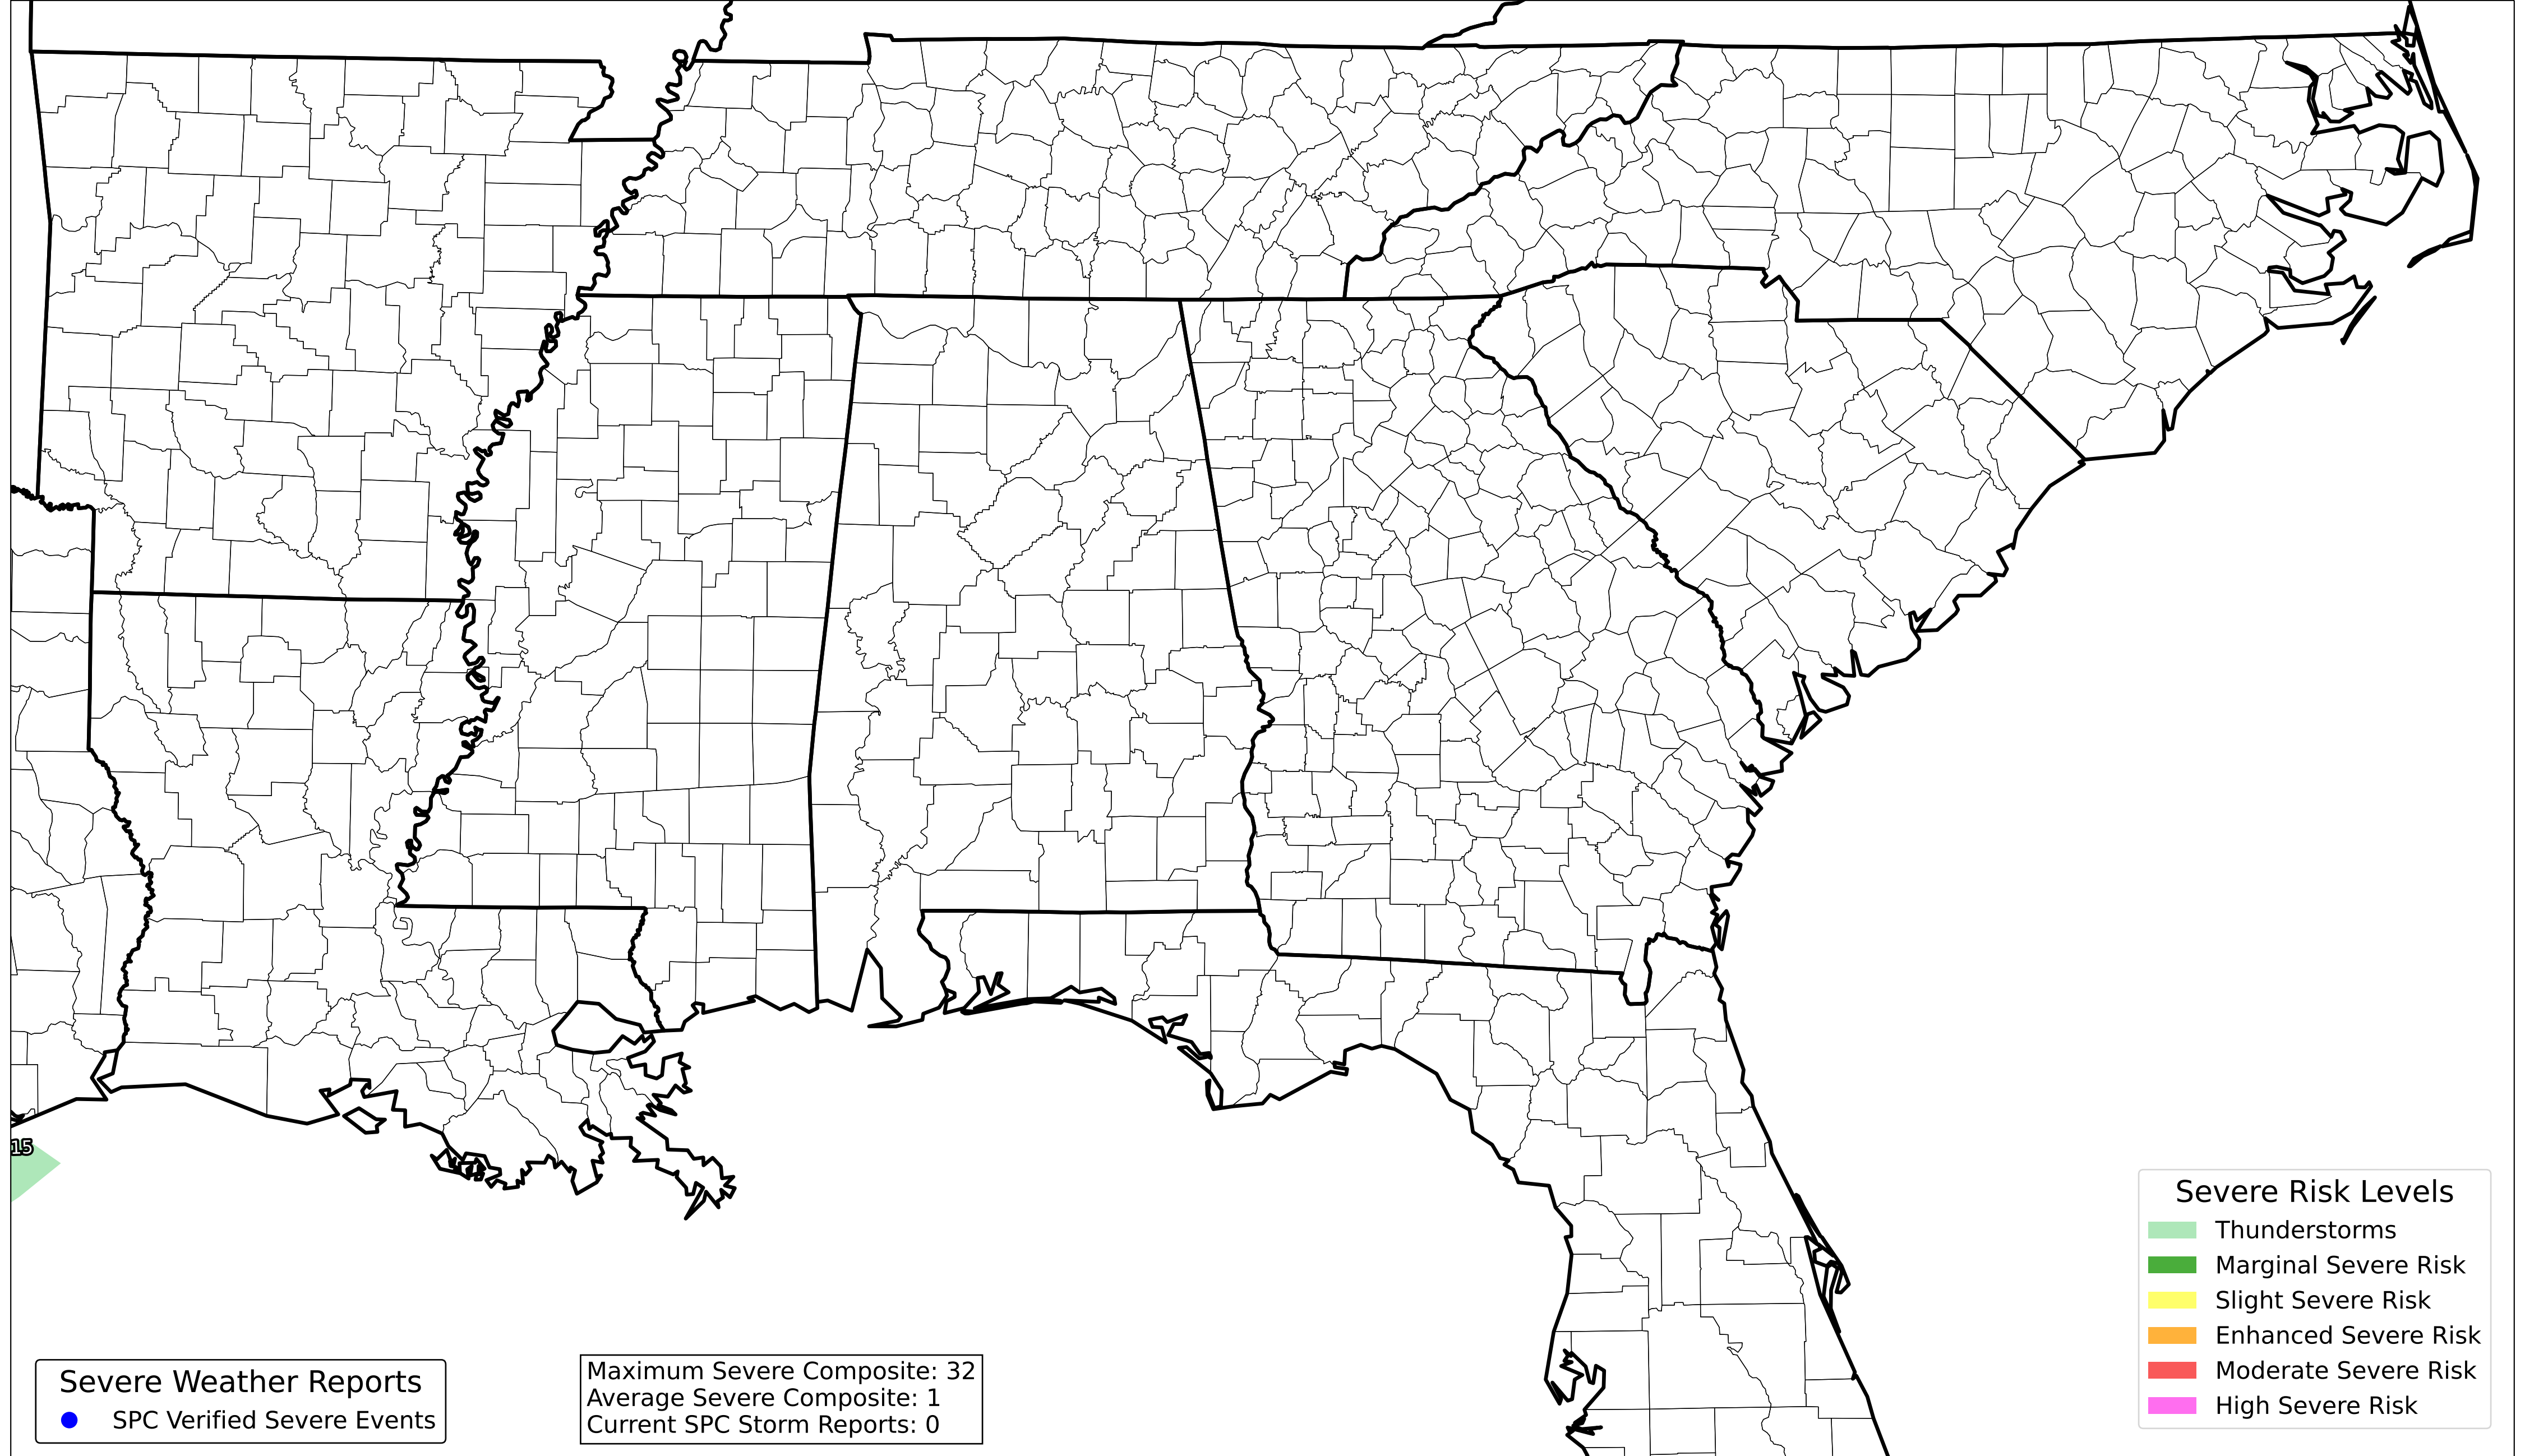 15
Severe Weather Reports
SPC Verified Severe Events
Maximum Severe Composite: 32
Average Severe Composite: 1
Current SPC Storm Reports: 0
Severe Risk Levels
Thunderstorms
Marginal Severe Risk
Slight Severe Risk
Enhanced Severe Risk
Moderate Severe Risk
High Severe Risk